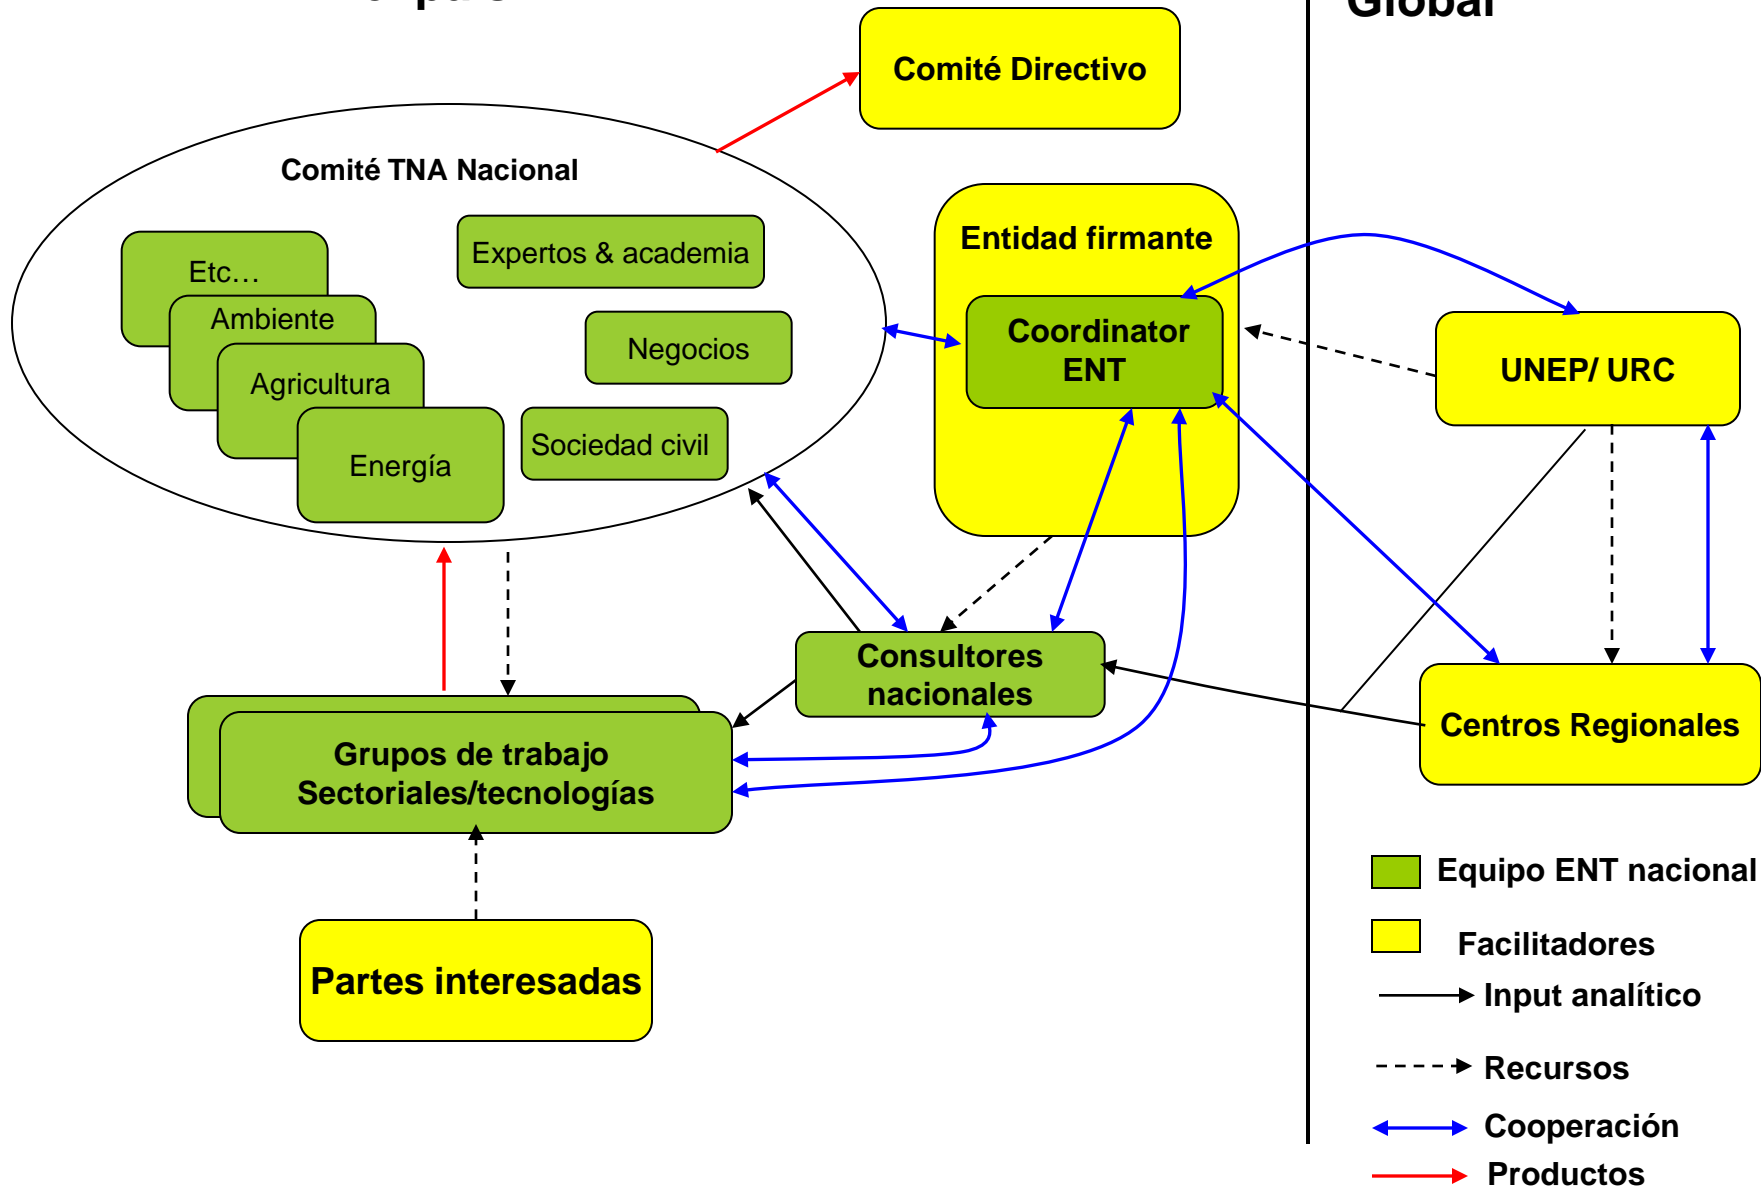 Global
Comité Directivo
Comité TNA Nacional
Etc…
Ambiente
Agricultura
Energía
Expertos & academia
Negocios
Sociedad civil
Entidad firmante
Coordinator
ENT
UNEP/ URC
Consultores
nacionales
Centros Regionales
Grupos de trabajo
Sectoriales/tecnologías
Partes interesadas
Equipo ENT nacional
Facilitadores
Input analítico
Recursos
Cooperación
Productos